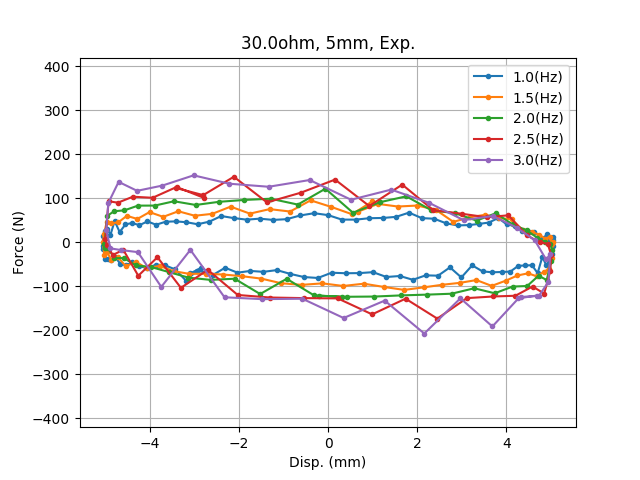 30.0ohm, 5mm, Exp.
400
300
200
100
0
−100
−200
−300
−400
Force (N)
1.0(Hz)
1.5(Hz)
2.0(Hz)
2.5(Hz)
3.0(Hz)
−4 −2 0 2 4
Disp. (mm)